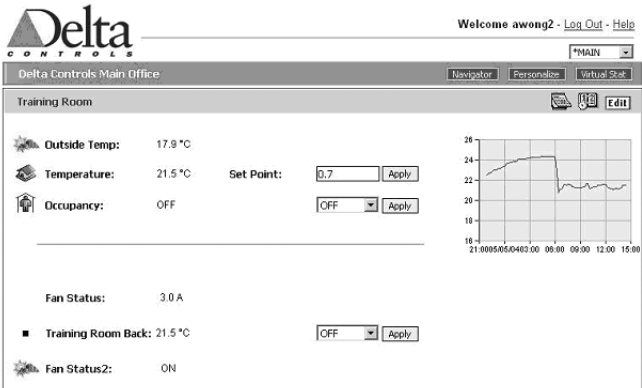 Delta
CONTROLS
Welcome awong2 - Log Out - Help
*MAIN
Delta Controls Main Office
Navigator Personalize Virtual Stat
Training Room
Edit
Outside Temp: 17.9 °C
Temperature: 21.5 °C Set Point: 0.7 Apply
Occupancy: OFF OFF Apply
26
24
22
20
18
16
21:0005/05/0403:00 06:00 09:00 12:00 15:00
Fan Status: 3.0 A
Training Room Back: 21.5 °C OFF Apply
Fan Status2: ON